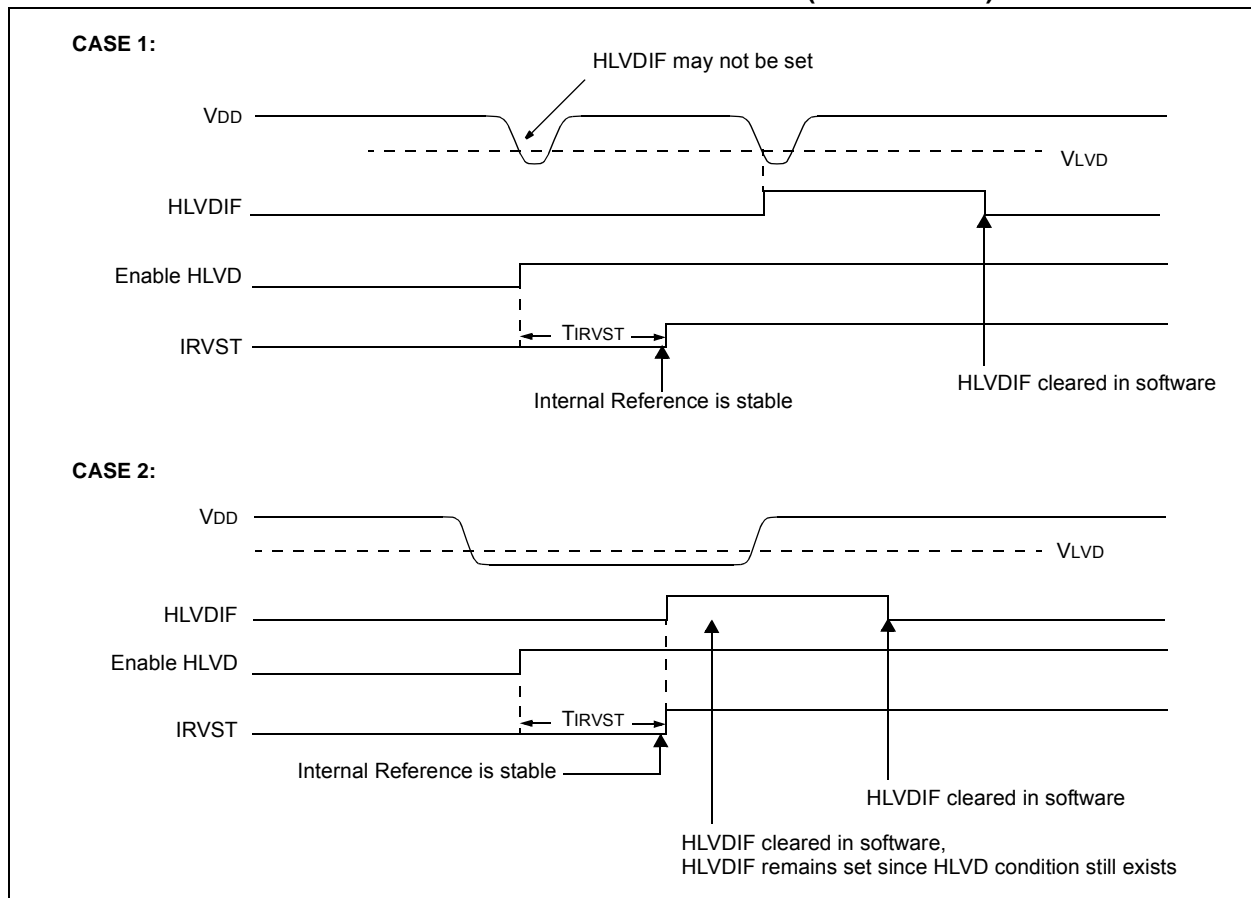 CASE 1:
HLVDIF may not be set
VDD
VLVD
HLVDIF
Enable HLVD
TIRVST
IRVST
HLVDIF cleared in software
Internal Reference is stable
CASE 2:
VDD
VLVD
HLVDIF
Enable HLVD
TIRVST
IRVST
Internal Reference is stable
HLVDIF cleared in software
HLVDIF cleared in software,
HLVDIF remains set since HLVD condition still exists